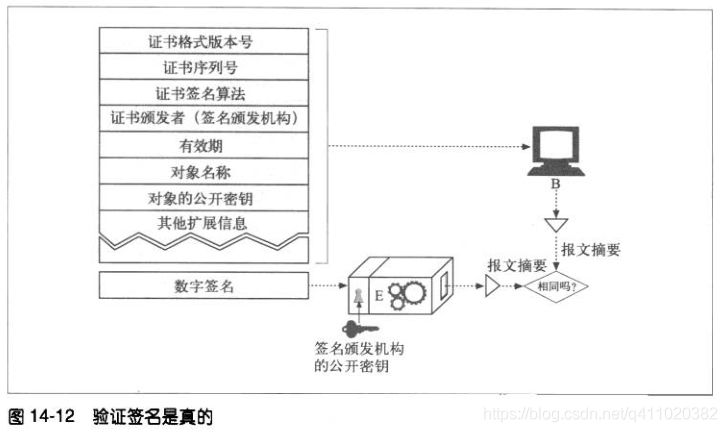 证书格式版本号
证书序列号
证书签名算法
证书颁发者（签名颁发机构）
有效期
对象名称
对象的公开密钥
其他扩展信息
B
报文摘要
数字签名
E
报文摘要
相同吗?
签名颁发机构
的公开密钥
图 14-12 验证签名是真的
https://blog.csdn.net/q411020382